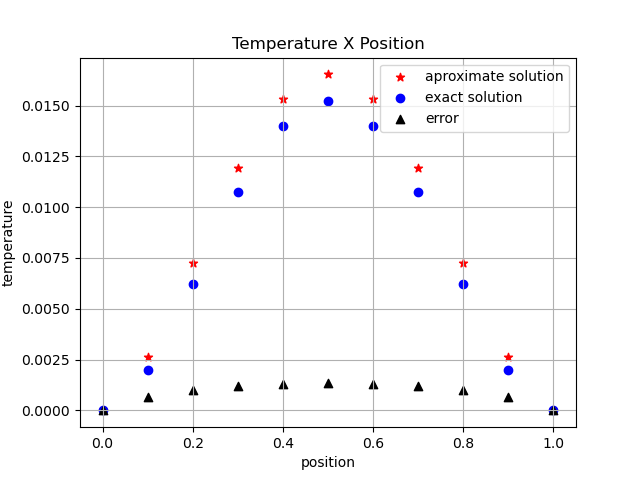 Temperature X Position
aproximate solution
exact solution
error
temperature
0.0150
0.0125
0.0100
0.0075
0.0050
0.0025
0.0000
0.0 0.2 0.4 0.6 0.8 1.0
position